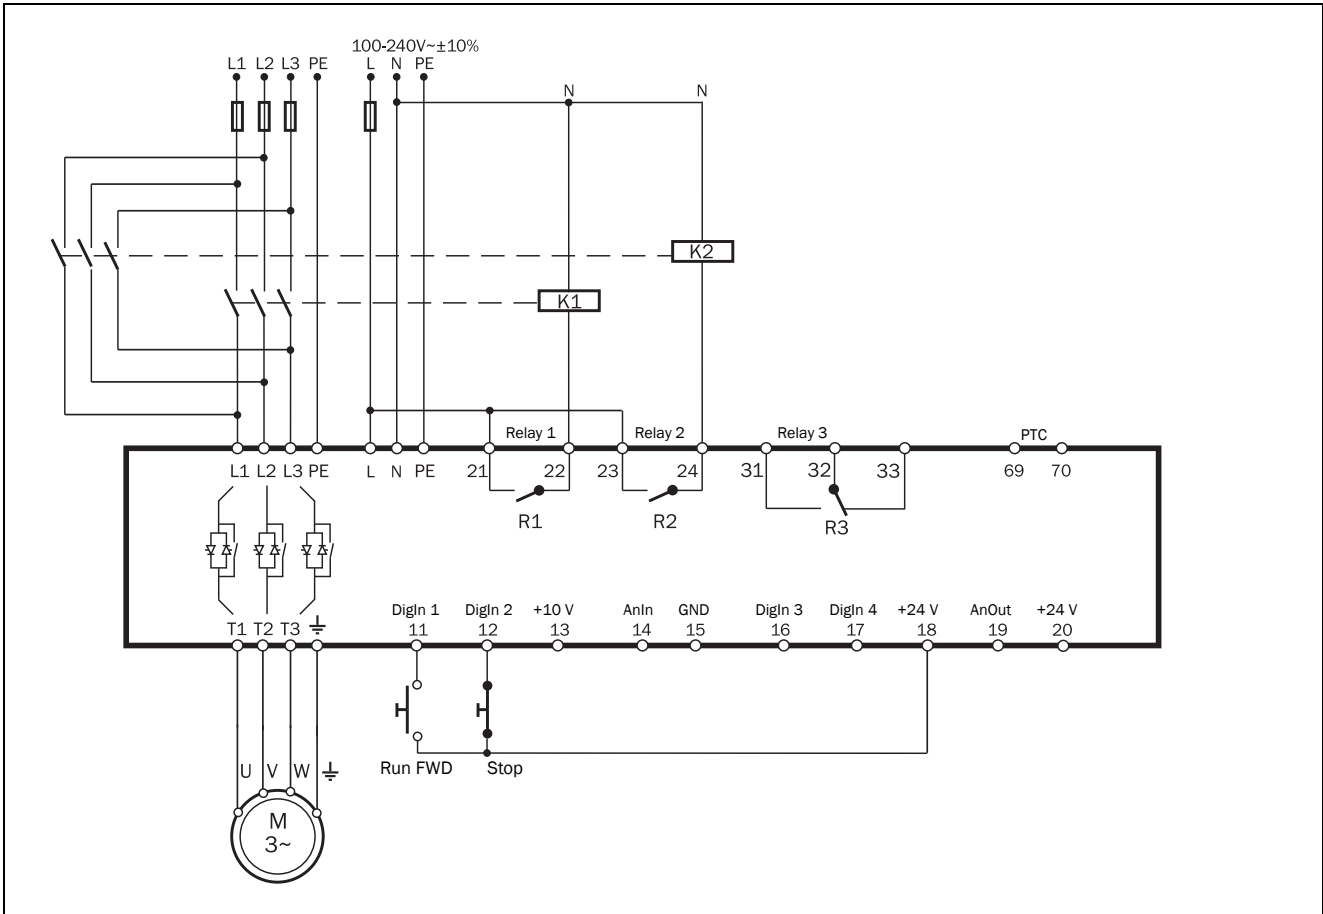 100-240V~±10%
L1 L2 L3 PE L N PE
N N
K2
K1
Relay 1 Relay 2 Relay 3 PTC
L1 L2 L3 PE L N PE 21 22 23 24 31 32 33 69 70
R1 R2 R3
DigIn 1 DigIn 2 +10 V AnIn GND DigIn 3 DigIn 4 +24 V AnOut +24 V
T1 T2 T3 11 12 13 14 15 16 17 18 19 20
Run FWD Stop
U V W
M
3~